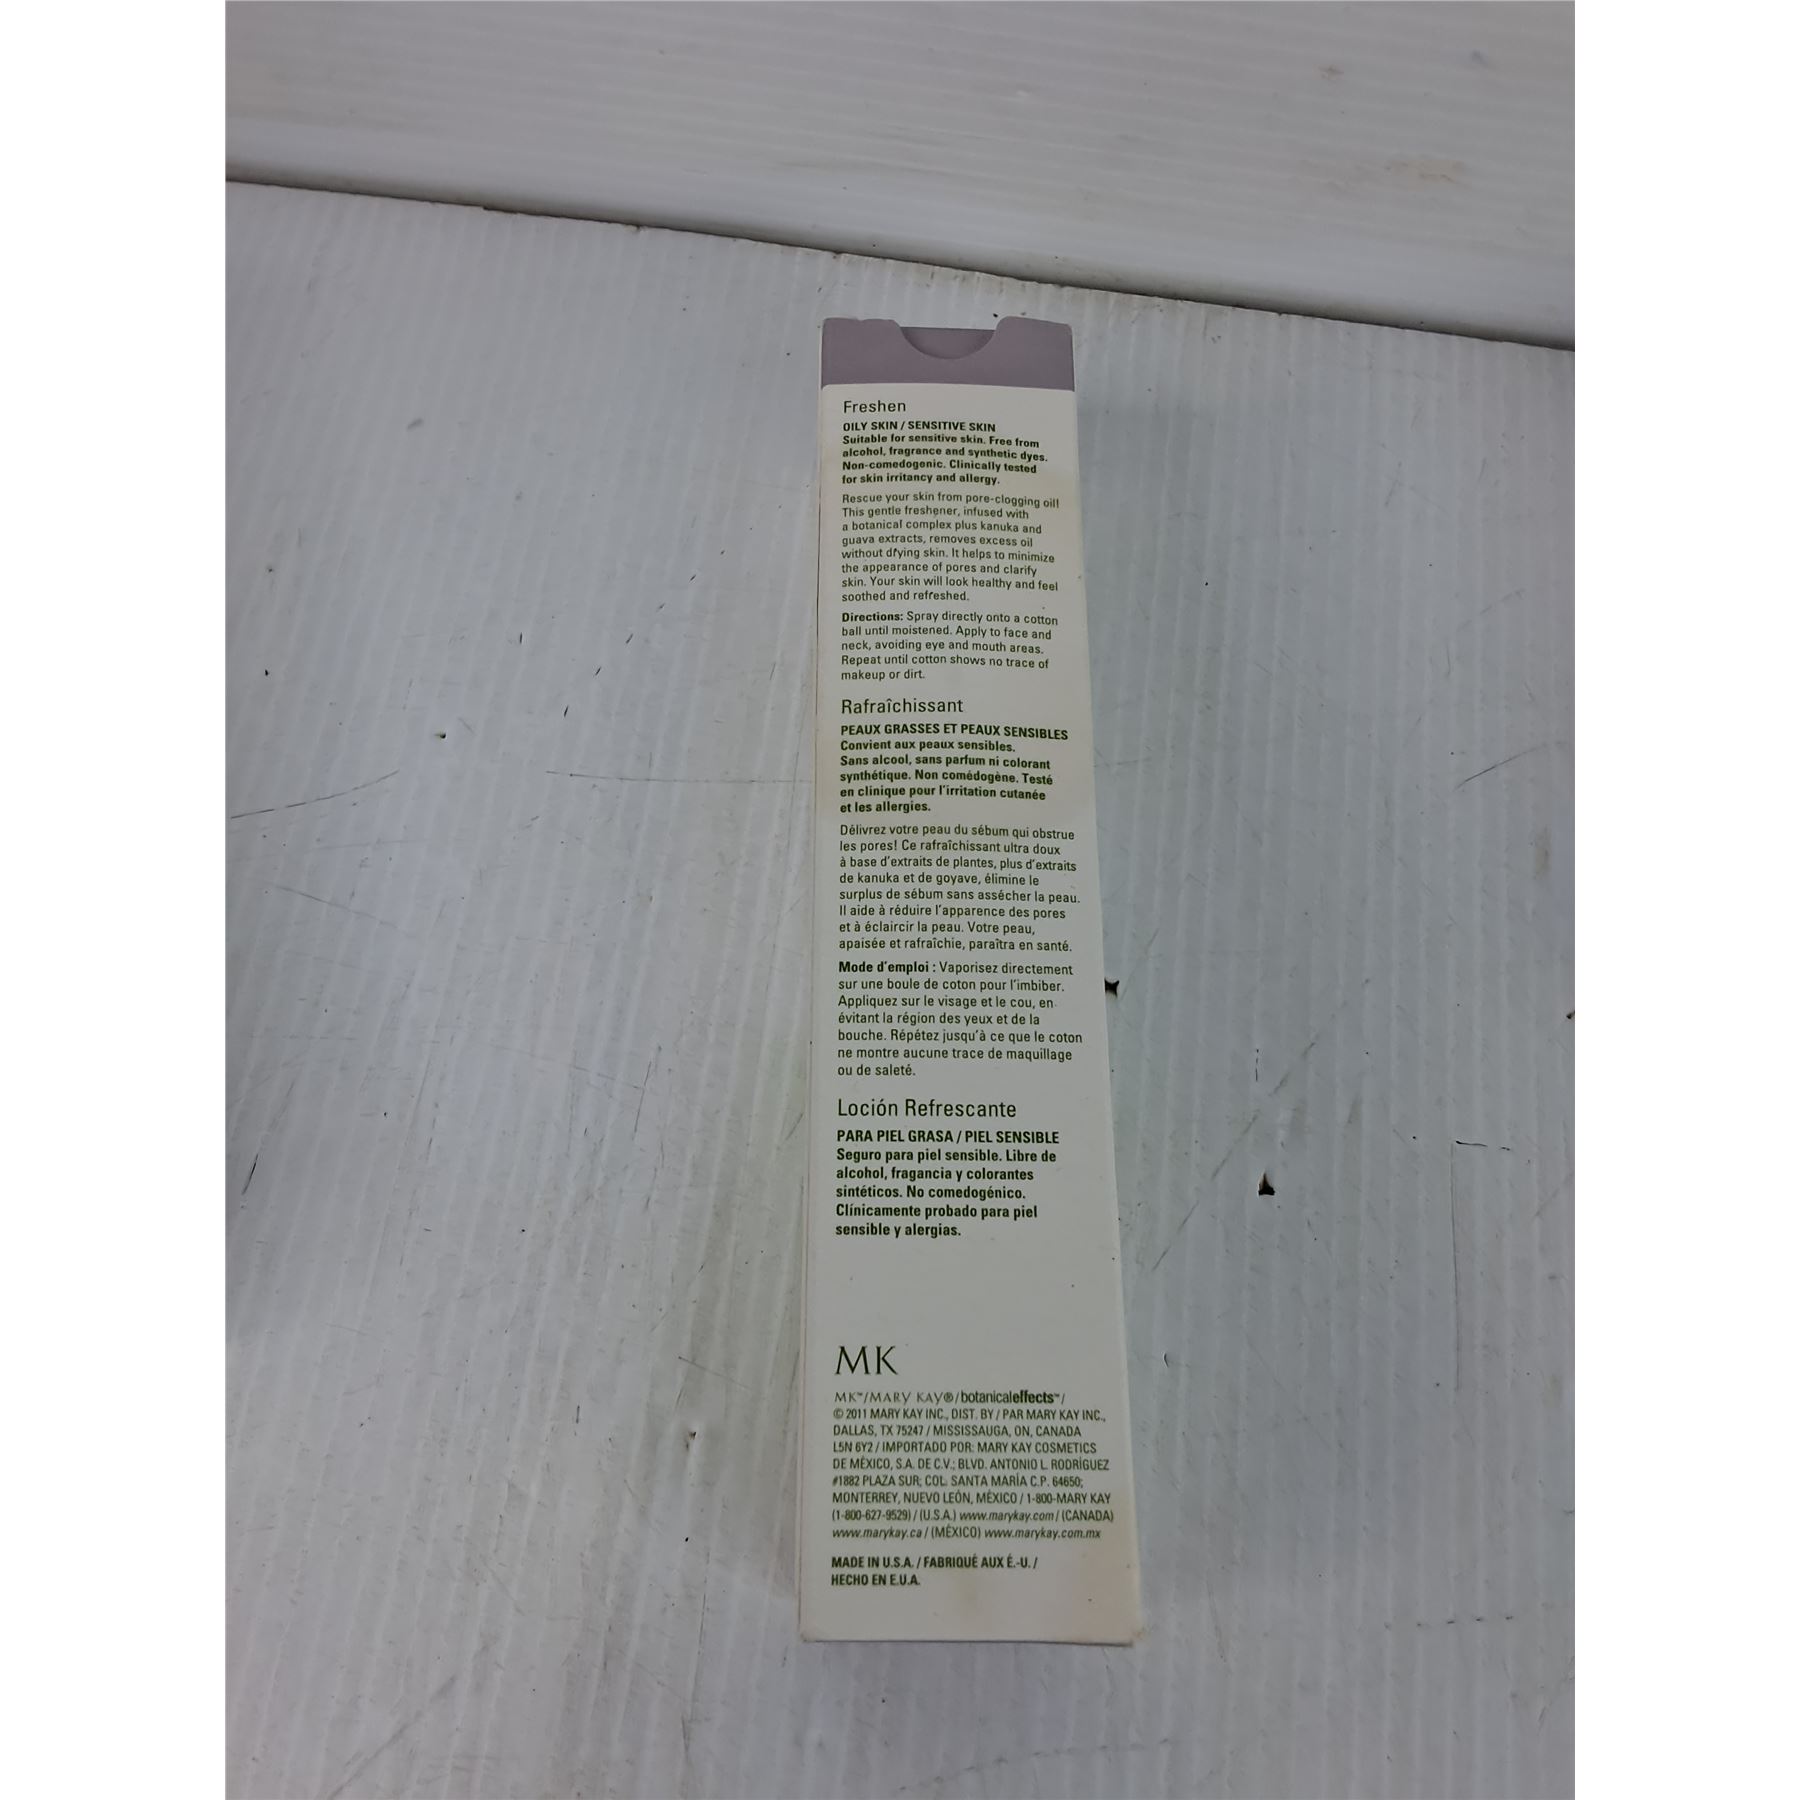 Freshen
OILY SKIN / SENSITIVE SKIN
Suitable for sensitive skin. Free from
alcohol, fragrance and synthetic dyes.
Non-comedogenic. Clinically tested
for skin irritancy and allergy.
Rescue your skin from pore-clogging oil!
This gentle freshener, infused with
a botanical complex plus kanuka and
guava extracts, removes excess oil
without drying skin. It helps to minimize
the appearance of pores and clarify
skin. Your skin will look healthy and feel
soothed and refreshed.
Directions: Spray directly onto a cotton
ball until moistened. Apply to face and
neck, avoiding eye and mouth areas.
Repeat until cotton shows no trace of
makeup or dirt.
Rafraîchissant
PEAUX GRASSES ET PEAUX SENSIBLES
Convient aux peaux sensibles.
Sans alcool, sans parfum ni colorant
synthétique. Non comédogène. Testé
en clinique pour l'irritation cutanée
et les allergies.
Délivrez votre peau du sébum qui obstrue
les pores! Ce rafraîchissant ultra doux
à base d'extraits de plantes, plus d'extraits
de kanuka et de goyave, élimine le
surplus de sébum sans assécher la peau.
Il aide à réduire l'apparence des pores
et à éclaircir la peau. Votre peau,
apaisée et rafraîchie, paraîtra en santé.
Mode d'emploi : Vaporisez directement
sur une boule de coton pour l'imbiber.
Appliquez sur le visage et le cou, en
évitant la région des yeux et de la
bouche. Répétez jusqu'à ce que le coton
ne montre aucune trace de maquillage
ou de saleté.
Loción Refrescante
PARA PIEL GRASA / PIEL SENSIBLE
Seguro para piel sensible. Libre de
alcohol, fragancia y colorantes
sintéticos. No comedogénico.
Clínicamente probado para piel
sensible y alergias.
MK
MK™/MARY KAY®/botanicaleffects™/
© 2011 MARY KAY INC., DIST. BY / PAR MARY KAY INC.,
DALLAS, TX 75247 / MISSISSAUGA, ON, CANADA
L5N 6Y2 / IMPORTADO POR: MARY KAY COSMETICS
DE MÉXICO, S.A. DE C.V.; BLVD. ANTONIO L. RODRÍGUEZ
#1882 PLAZA SUR; COL. SANTA MARÍA C.P. 64650;
MONTERREY, NUEVO LEÓN, MÉXICO / 1-800-MARY KAY
(1-800-627-9529) / (U.S.A.) www.marykay.com / (CANADA)
www.marykay.ca / (MÉXICO) www.marykay.com.mx
MADE IN U.S.A. / FABRIQUÉ AUX É.-U. /
HECHO EN E.U.A.